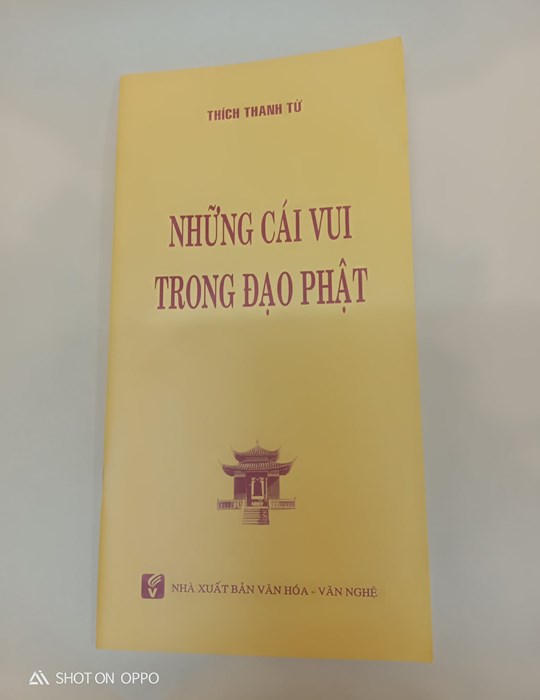 THÍCH THANH TỪ
NHỮNG CÁI VUI
TRONG ĐẠO PHẬT
NHÀ XUẤT BẢN VĂN HÓA - VĂN NGHỆ
SHOT ON OPPO